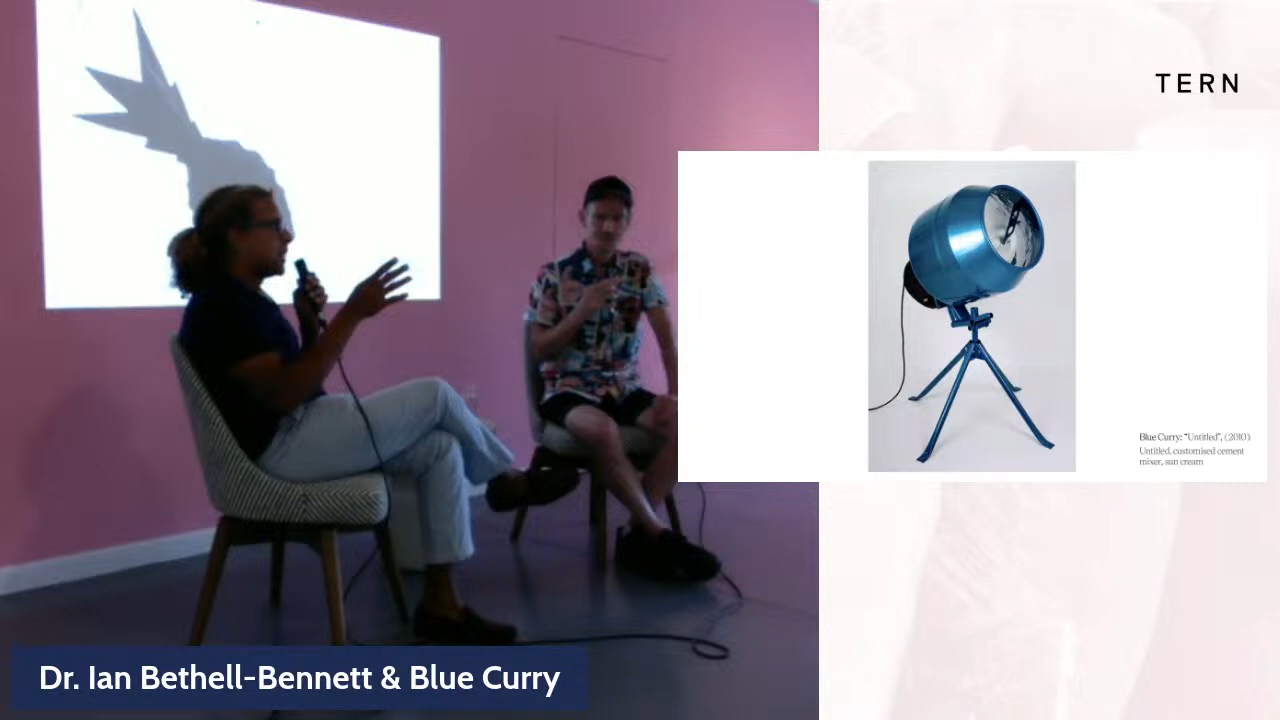 TERN
Blue Curry: "Untitled", (2010)
Untitled, customised cement
mixer, sun cream
Dr. Ian Bethell-Bennett & Blue Curry